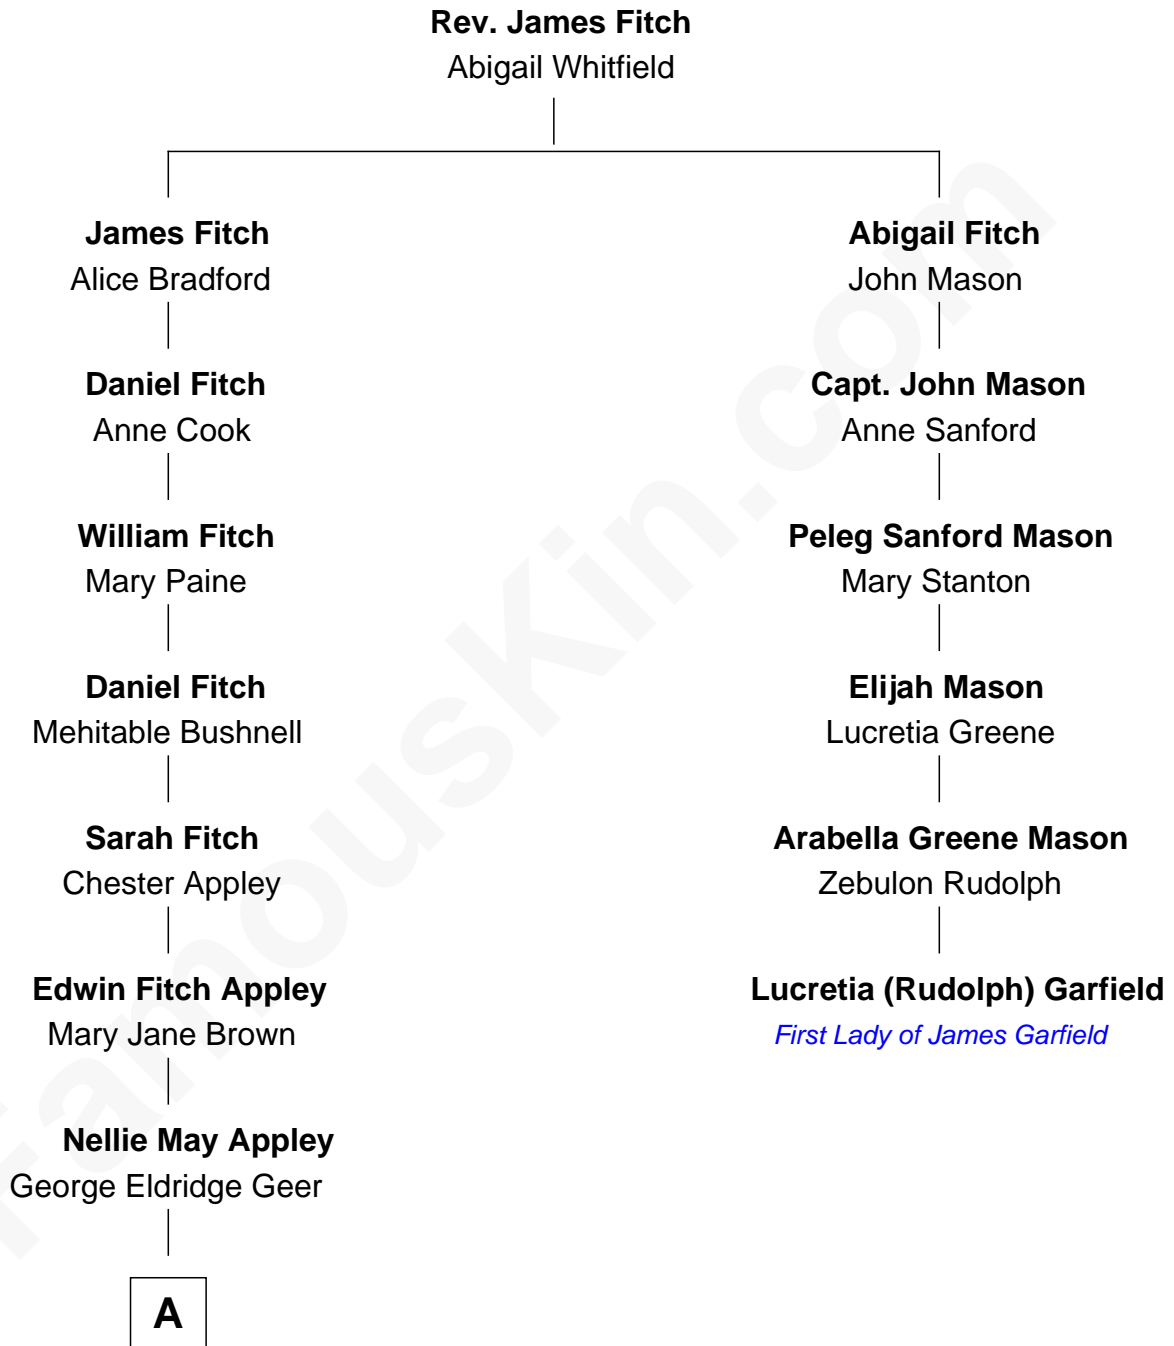 Rev. James Fitch
Abigail Whitfield
James Fitch
Alice Bradford
Abigail Fitch
John Mason
Daniel Fitch
Anne Cook
Capt. John Mason
Anne Sanford
William Fitch
Mary Paine
Peleg Sanford Mason
Mary Stanton
Daniel Fitch
Mehitable Bushnell
Elijah Mason
Lucretia Greene
Sarah Fitch
Chester Appley
Arabella Greene Mason
Zebulon Rudolph
Edwin Fitch Appley
Mary Jane Brown
Lucretia (Rudolph) Garfield
First Lady of James Garfield
Nellie May Appley
George Eldridge Geer
A
FamousKin.com